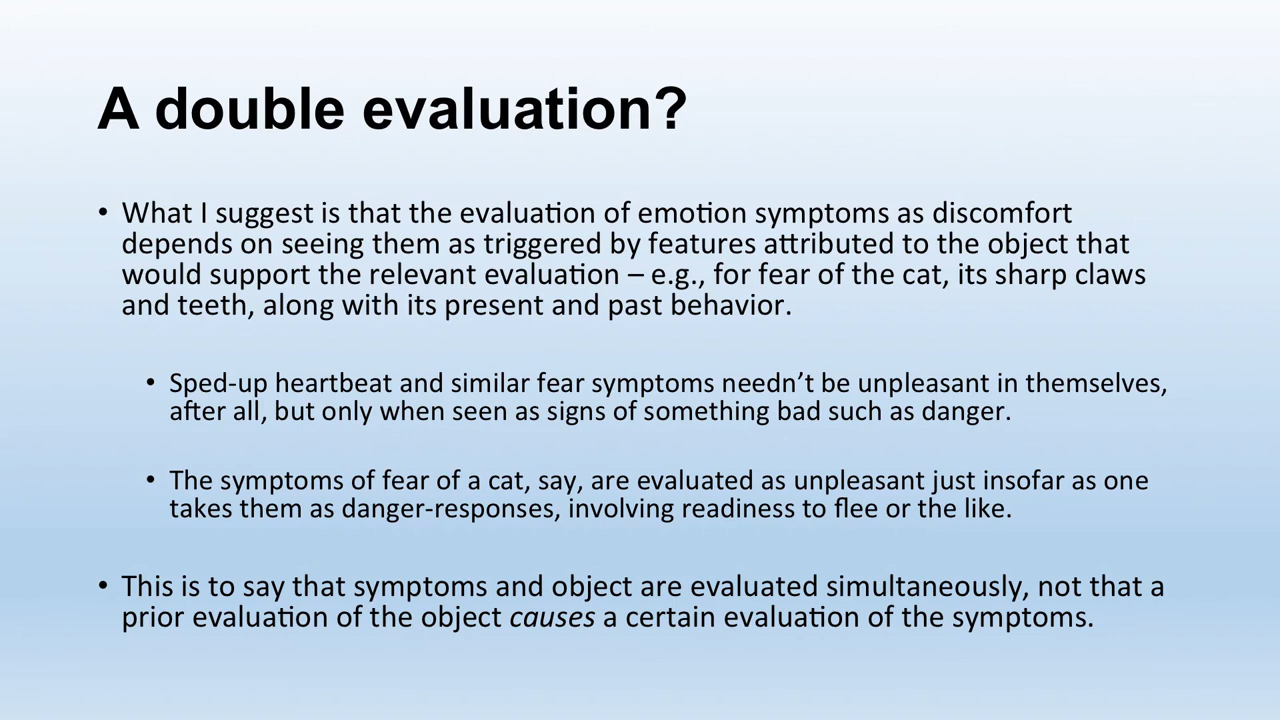 A double evaluation?
• What I suggest is that the evaluation of emotion symptoms as discomfort
depends on seeing them as triggered by features attributed to the object that
would support the relevant evaluation – e.g., for fear of the cat, its sharp claws
and teeth, along with its present and past behavior.
• Sped-up heartbeat and similar fear symptoms needn’t be unpleasant in themselves,
after all, but only when seen as signs of something bad such as danger.
• The symptoms of fear of a cat, say, are evaluated as unpleasant just insofar as one
takes them as danger-responses, involving readiness to flee or the like.
• This is to say that symptoms and object are evaluated simultaneously, not that a
prior evaluation of the object causes a certain evaluation of the symptoms.